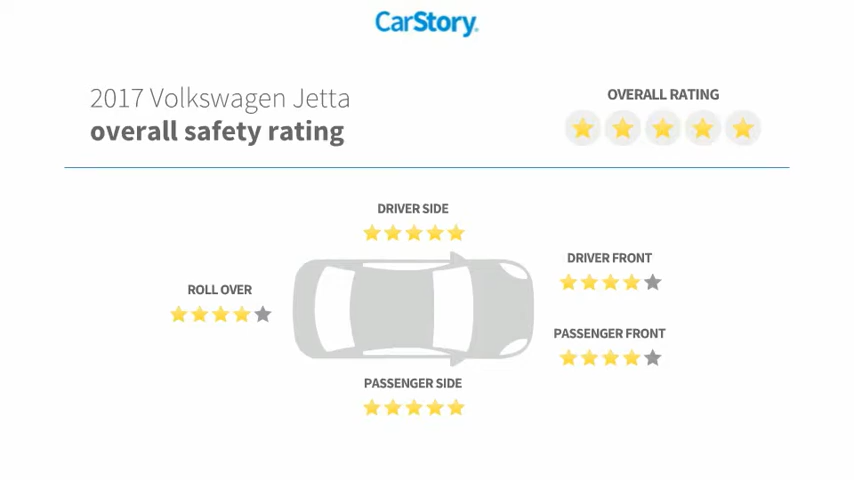 CarStory
2017 Volkswagen Jetta
overall safety rating
OVERALL RATING
DRIVER SIDE
DRIVER FRONT
ROLL OVER
PASSENGER FRONT
PASSENGER SIDE